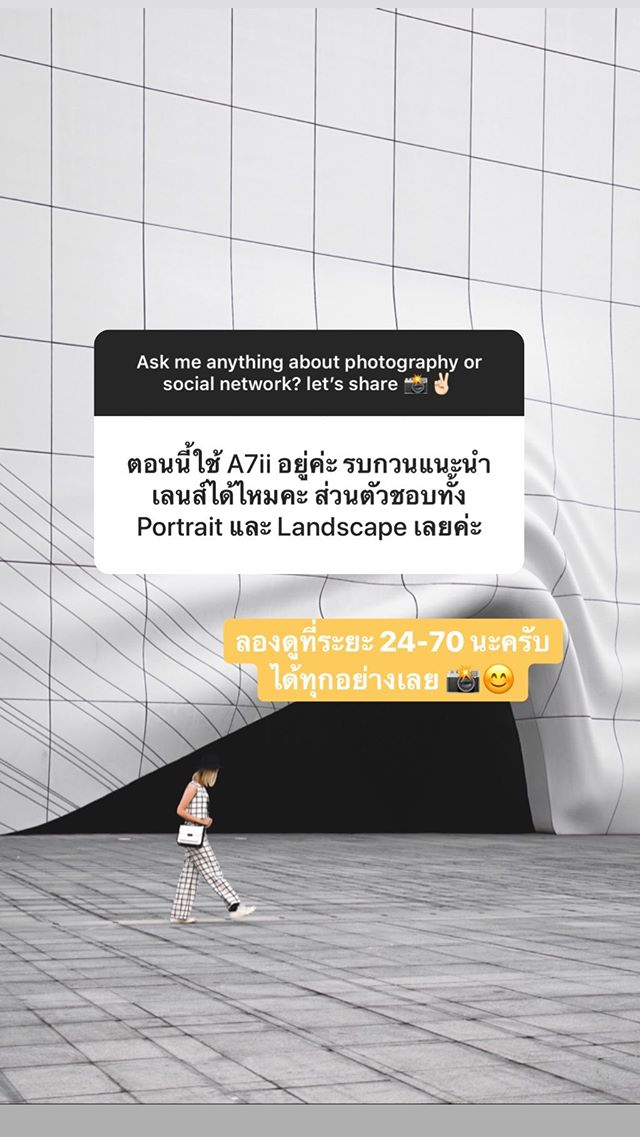 Ask me anything about photography or
social network? let's share 📸✌🏻
ตอนนี้ใช้ A7ii อยู่ค่ะ รบกวนแนะนำ
เลนส์ได้ไหมคะ ส่วนตัวชอบทั้ง
Portrait และ Landscape เลยค่ะ
ลองดูที่ระยะ 24-70 นะครับ
ได้ทุกอย่างเลย 📸😊